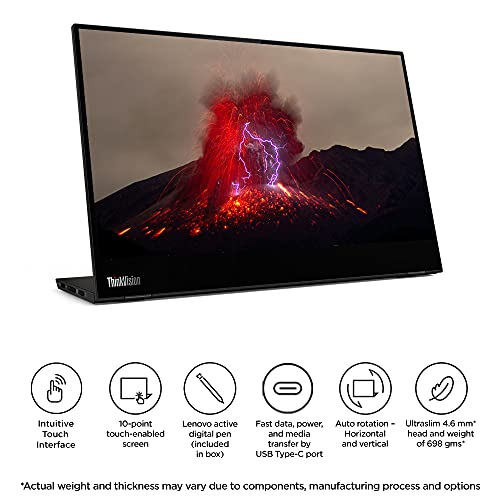 ThinkVision
Intuitive
Touch
Interface
10-point
touch-enabled
screen
Lenovo active
digital pen
(included
in box)
Fast data, power,
and media
transfer by
USB Type-C port
Auto rotation –
Horizontal
and vertical
Ultraslim 4.6 mm*
head and weight
of 698 gms*
*Actual weight and thickness may vary due to components, manufacturing process and options